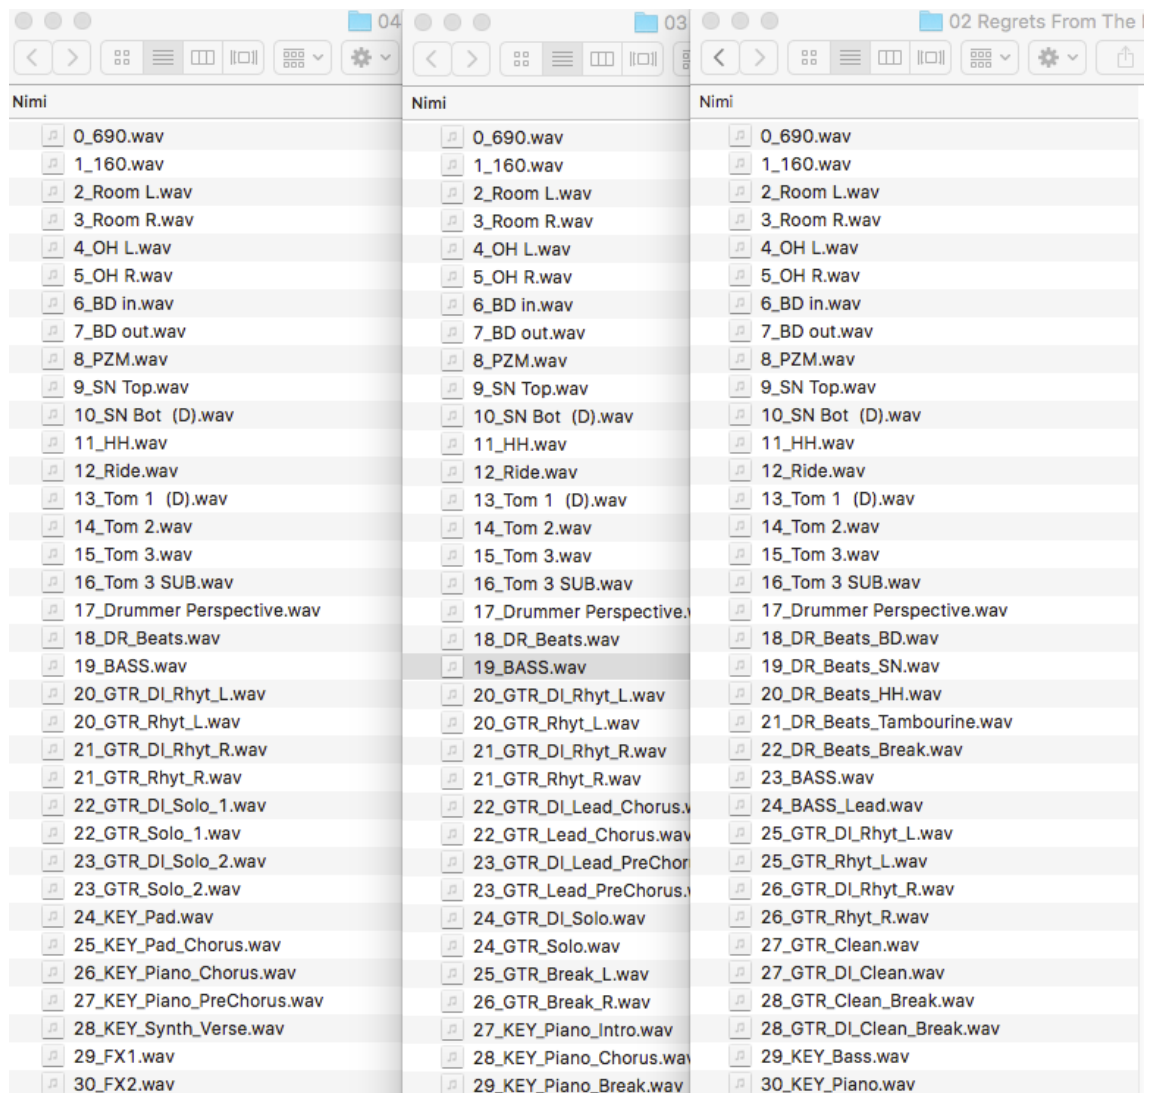 04
Nimi
0_690.wav
1_160.wav
2_Room L.wav
3_Room R.wav
4_OH L.wav
5_OH R.wav
6_BD in.wav
7_BD out.wav
8_PZM.wav
9_SN Top.wav
10_SN Bot  (D).wav
11_HH.wav
12_Ride.wav
13_Tom 1  (D).wav
14_Tom 2.wav
15_Tom 3.wav
16_Tom 3 SUB.wav
17_Drummer Perspective.wav
18_DR_Beats.wav
19_BASS.wav
20_GTR_DI_Rhyt_L.wav
20_GTR_Rhyt_L.wav
21_GTR_DI_Rhyt_R.wav
21_GTR_Rhyt_R.wav
22_GTR_DI_Solo_1.wav
22_GTR_Solo_1.wav
23_GTR_DI_Solo_2.wav
23_GTR_Solo_2.wav
24_KEY_Pad.wav
25_KEY_Pad_Chorus.wav
26_KEY_Piano_Chorus.wav
27_KEY_Piano_PreChorus.wav
28_KEY_Synth_Verse.wav
29_FX1.wav
30_FX2.wav
03
Nimi
0_690.wav
1_160.wav
2_Room L.wav
3_Room R.wav
4_OH L.wav
5_OH R.wav
6_BD in.wav
7_BD out.wav
8_PZM.wav
9_SN Top.wav
10_SN Bot  (D).wav
11_HH.wav
12_Ride.wav
13_Tom 1  (D).wav
14_Tom 2.wav
15_Tom 3.wav
16_Tom 3 SUB.wav
17_Drummer Perspective.
18_DR_Beats.wav
19_BASS.wav
20_GTR_DI_Rhyt_L.wav
20_GTR_Rhyt_L.wav
21_GTR_DI_Rhyt_R.wav
21_GTR_Rhyt_R.wav
22_GTR_DI_Lead_Chorus.
22_GTR_Lead_Chorus.wav
23_GTR_DI_Lead_PreChor
23_GTR_Lead_PreChorus.
24_GTR_DI_Solo.wav
24_GTR_Solo.wav
25_GTR_Break_L.wav
26_GTR_Break_R.wav
27_KEY_Piano_Intro.wav
28_KEY_Piano_Chorus.wav
29_KEY_Piano_Break.wav
02 Regrets From The
Nimi
0_690.wav
1_160.wav
2_Room L.wav
3_Room R.wav
4_OH L.wav
5_OH R.wav
6_BD in.wav
7_BD out.wav
8_PZM.wav
9_SN Top.wav
10_SN Bot  (D).wav
11_HH.wav
12_Ride.wav
13_Tom 1  (D).wav
14_Tom 2.wav
15_Tom 3.wav
16_Tom 3 SUB.wav
17_Drummer Perspective.wav
18_DR_Beats_BD.wav
19_DR_Beats_SN.wav
20_DR_Beats_HH.wav
21_DR_Beats_Tambourine.wav
22_DR_Beats_Break.wav
23_BASS.wav
24_BASS_Lead.wav
25_GTR_DI_Rhyt_L.wav
25_GTR_Rhyt_L.wav
26_GTR_DI_Rhyt_R.wav
26_GTR_Rhyt_R.wav
27_GTR_Clean.wav
27_GTR_DI_Clean.wav
28_GTR_Clean_Break.wav
28_GTR_DI_Clean_Break.wav
29_KEY_Bass.wav
30_KEY_Piano.wav